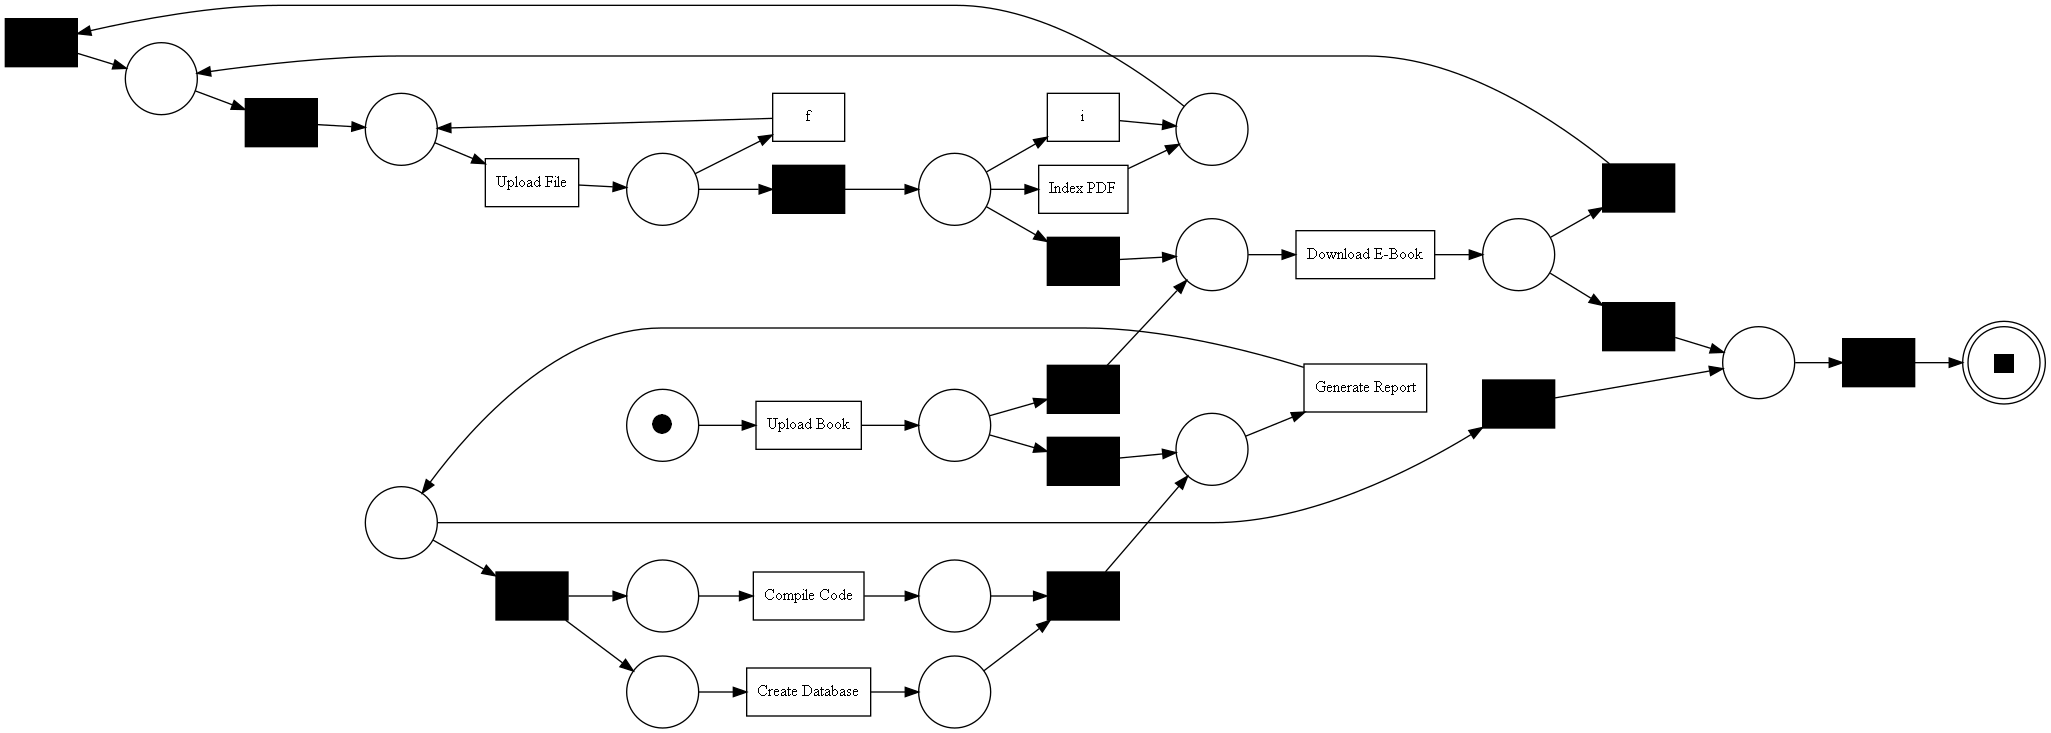 f
i
Upload File
Index PDF
Download E-Book
Generate Report
Upload Book
Compile Code
Create Database